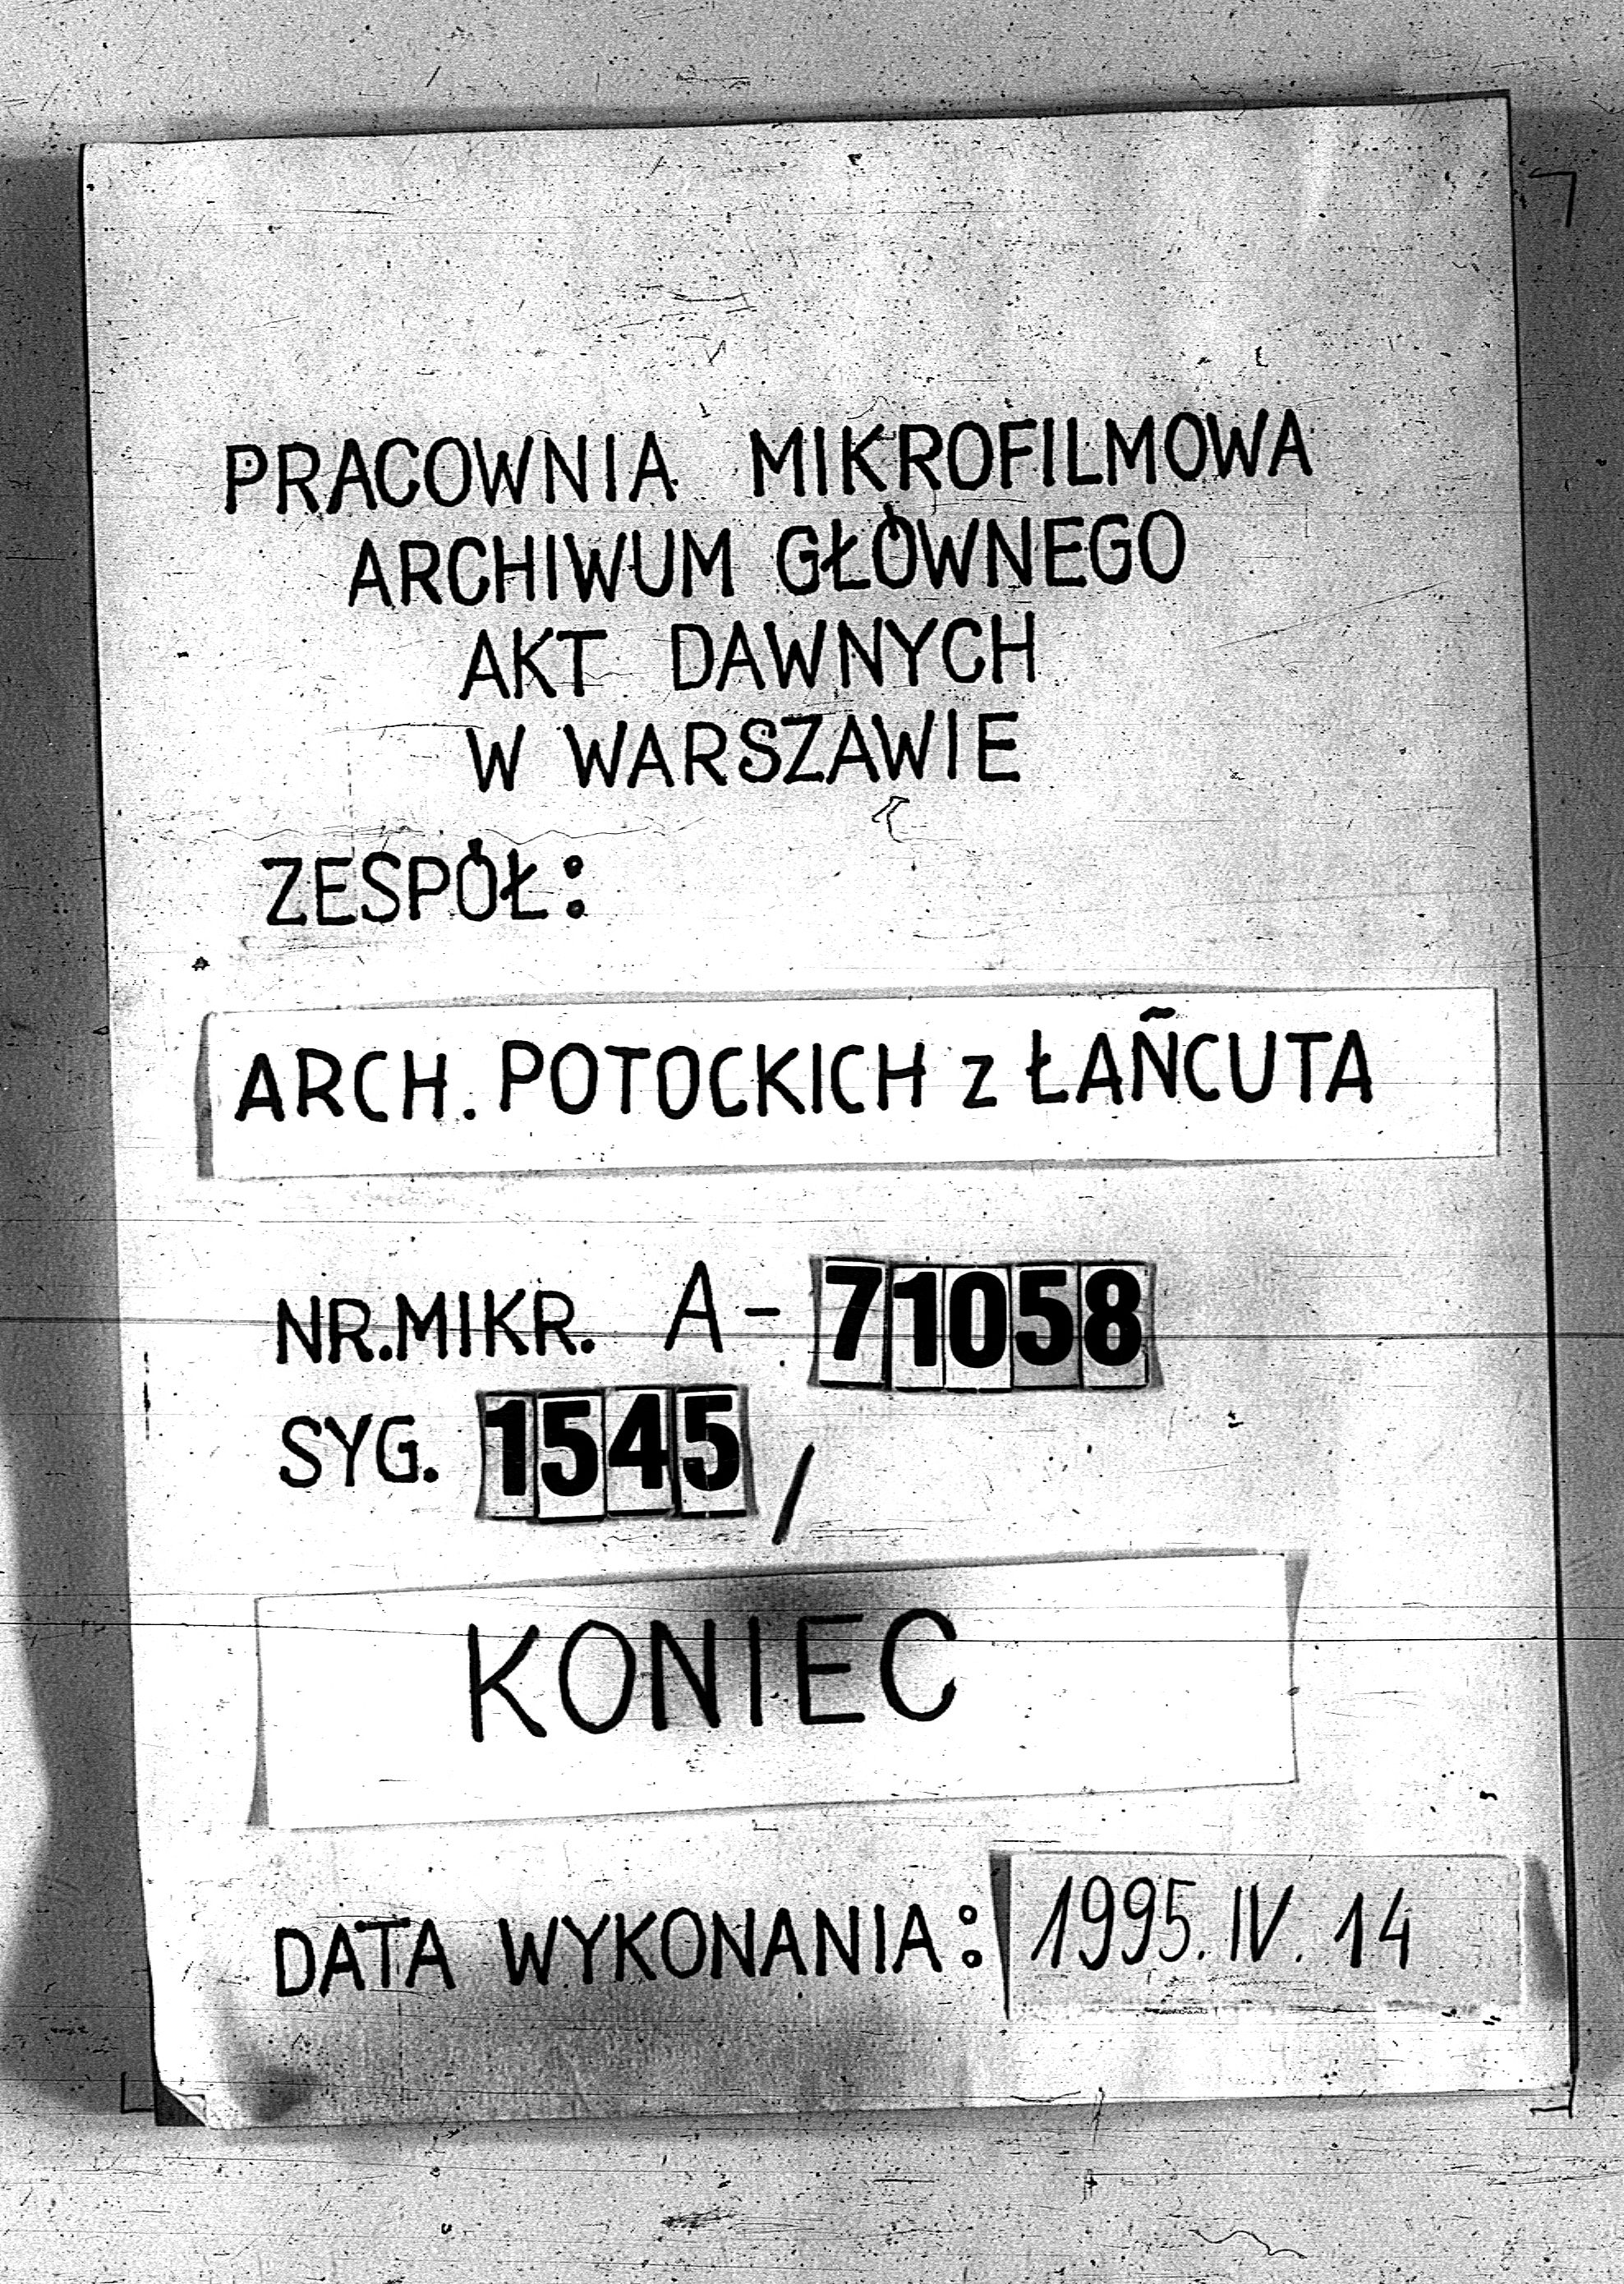 PRACOWNIA MIKROFILMOWA
ARCHIWUM GŁÓWNEGO
AKT DAWNYCH
W WARSZAWIE
ZESPÓŁ:
ARCH. POTOCKICH z ŁAÑCUTA
NR.MIKR. A-71058
SYG. 1545/
KONIEC
DATA WYKONANIA: 1995.IV.14